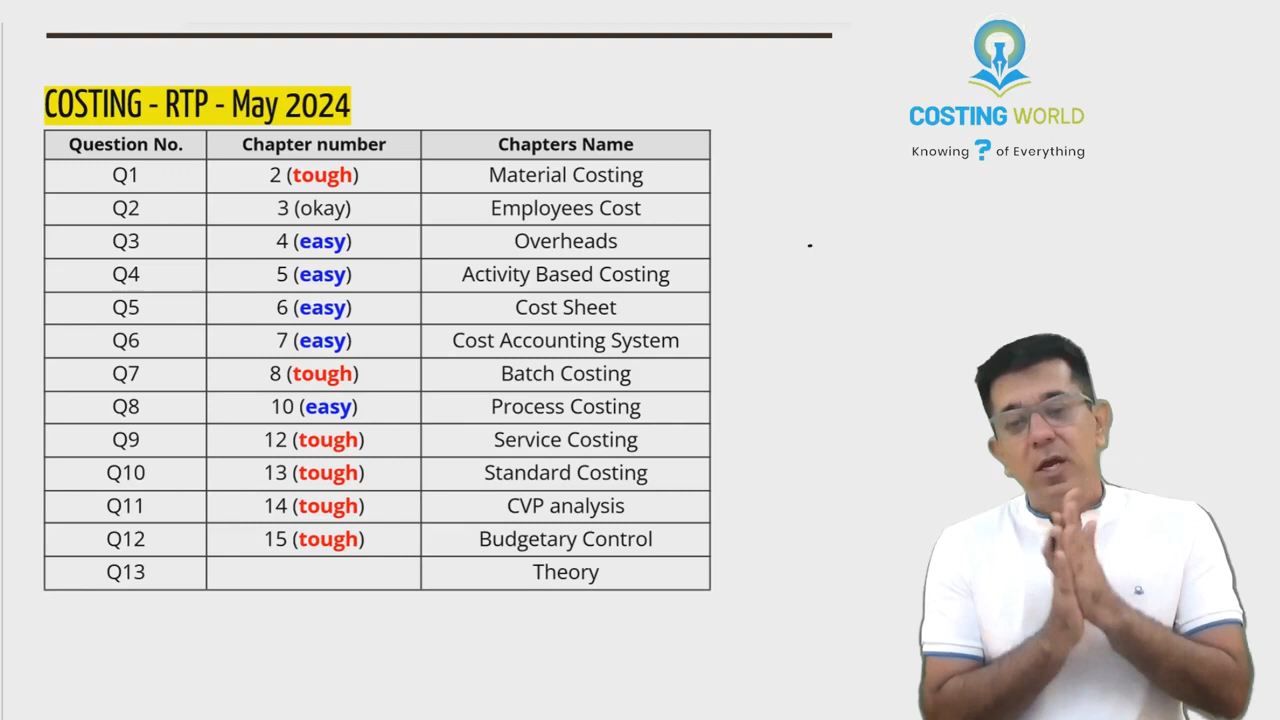 COSTING - RTP - May 2024
Question No. Chapter number Chapters Name
Q1 2 (tough) Material Costing
Q2 3 (okay) Employees Cost
Q3 4 (easy) Overheads
Q4 5 (easy) Activity Based Costing
Q5 6 (easy) Cost Sheet
Q6 7 (easy) Cost Accounting System
Q7 8 (tough) Batch Costing
Q8 10 (easy) Process Costing
Q9 12 (tough) Service Costing
Q10 13 (tough) Standard Costing
Q11 14 (tough) CVP analysis
Q12 15 (tough) Budgetary Control
Q13 Theory
COSTING WORLD
Knowing ? of Everything